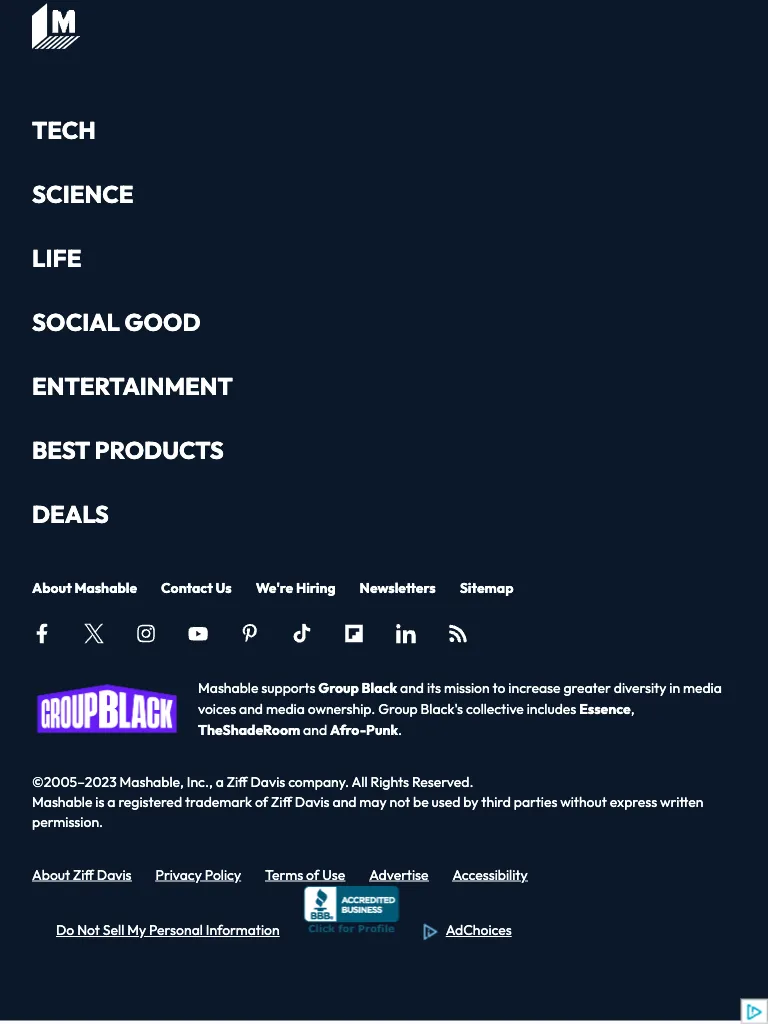 M
TECH
SCIENCE
LIFE
SOCIAL GOOD
ENTERTAINMENT
BEST PRODUCTS
DEALS
About Mashable Contact Us We're Hiring Newsletters Sitemap
GROUPBLACK
Mashable supports Group Black and its mission to increase greater diversity in media
voices and media ownership. Group Black's collective includes Essence,
TheShadeRoom and Afro-Punk.
©2005–2023 Mashable, Inc., a Ziff Davis company. All Rights Reserved.
Mashable is a registered trademark of Ziff Davis and may not be used by third parties without express written
permission.
About Ziff Davis Privacy Policy Terms of Use Advertise Accessibility
BBB. ACCREDITED
BUSINESS
Click for Profile
Do Not Sell My Personal Information AdChoices